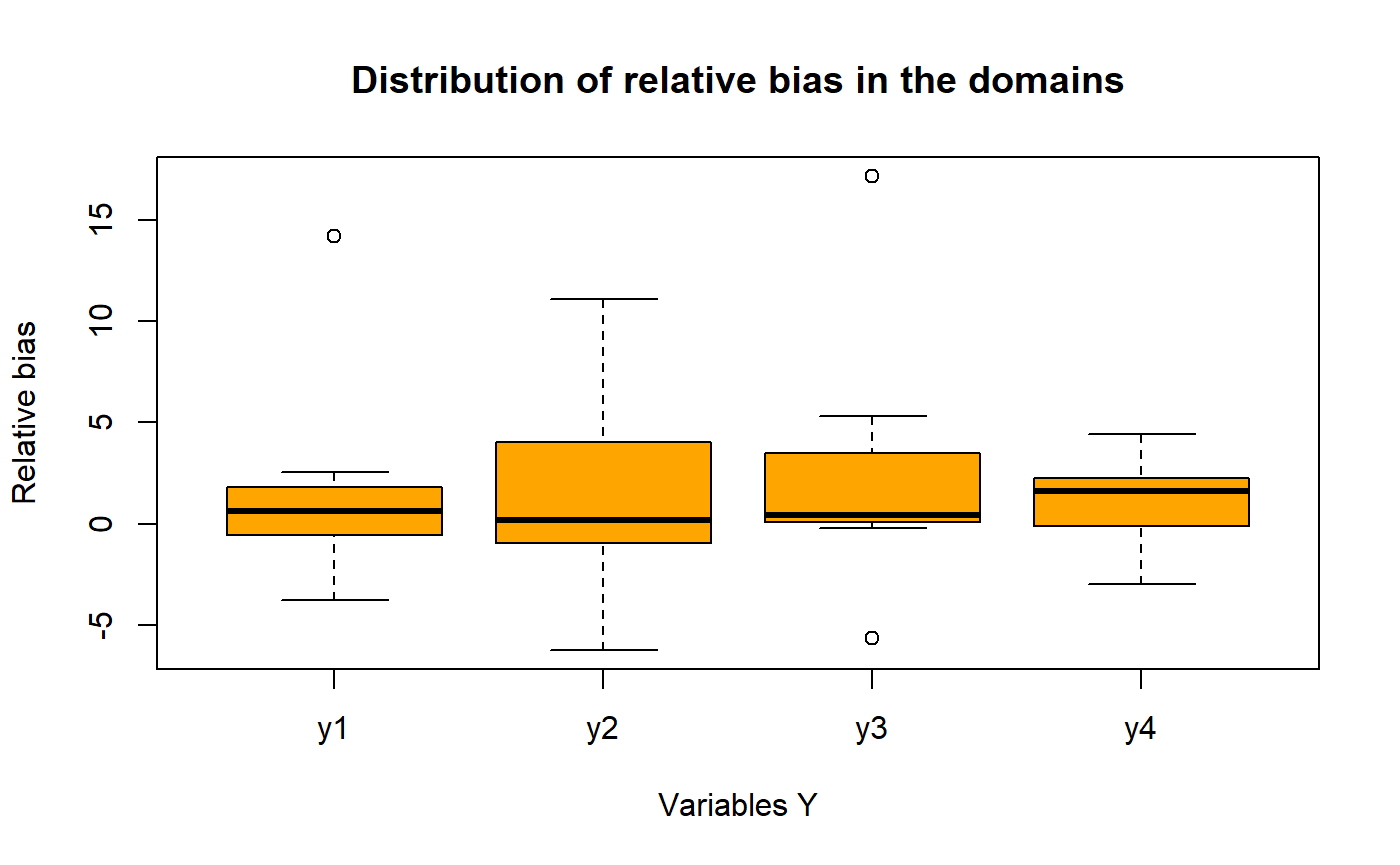 Distribution of relative bias in the domains
Relative bias
15
10
5
0
-5
y1 y2 y3 y4
Variables Y